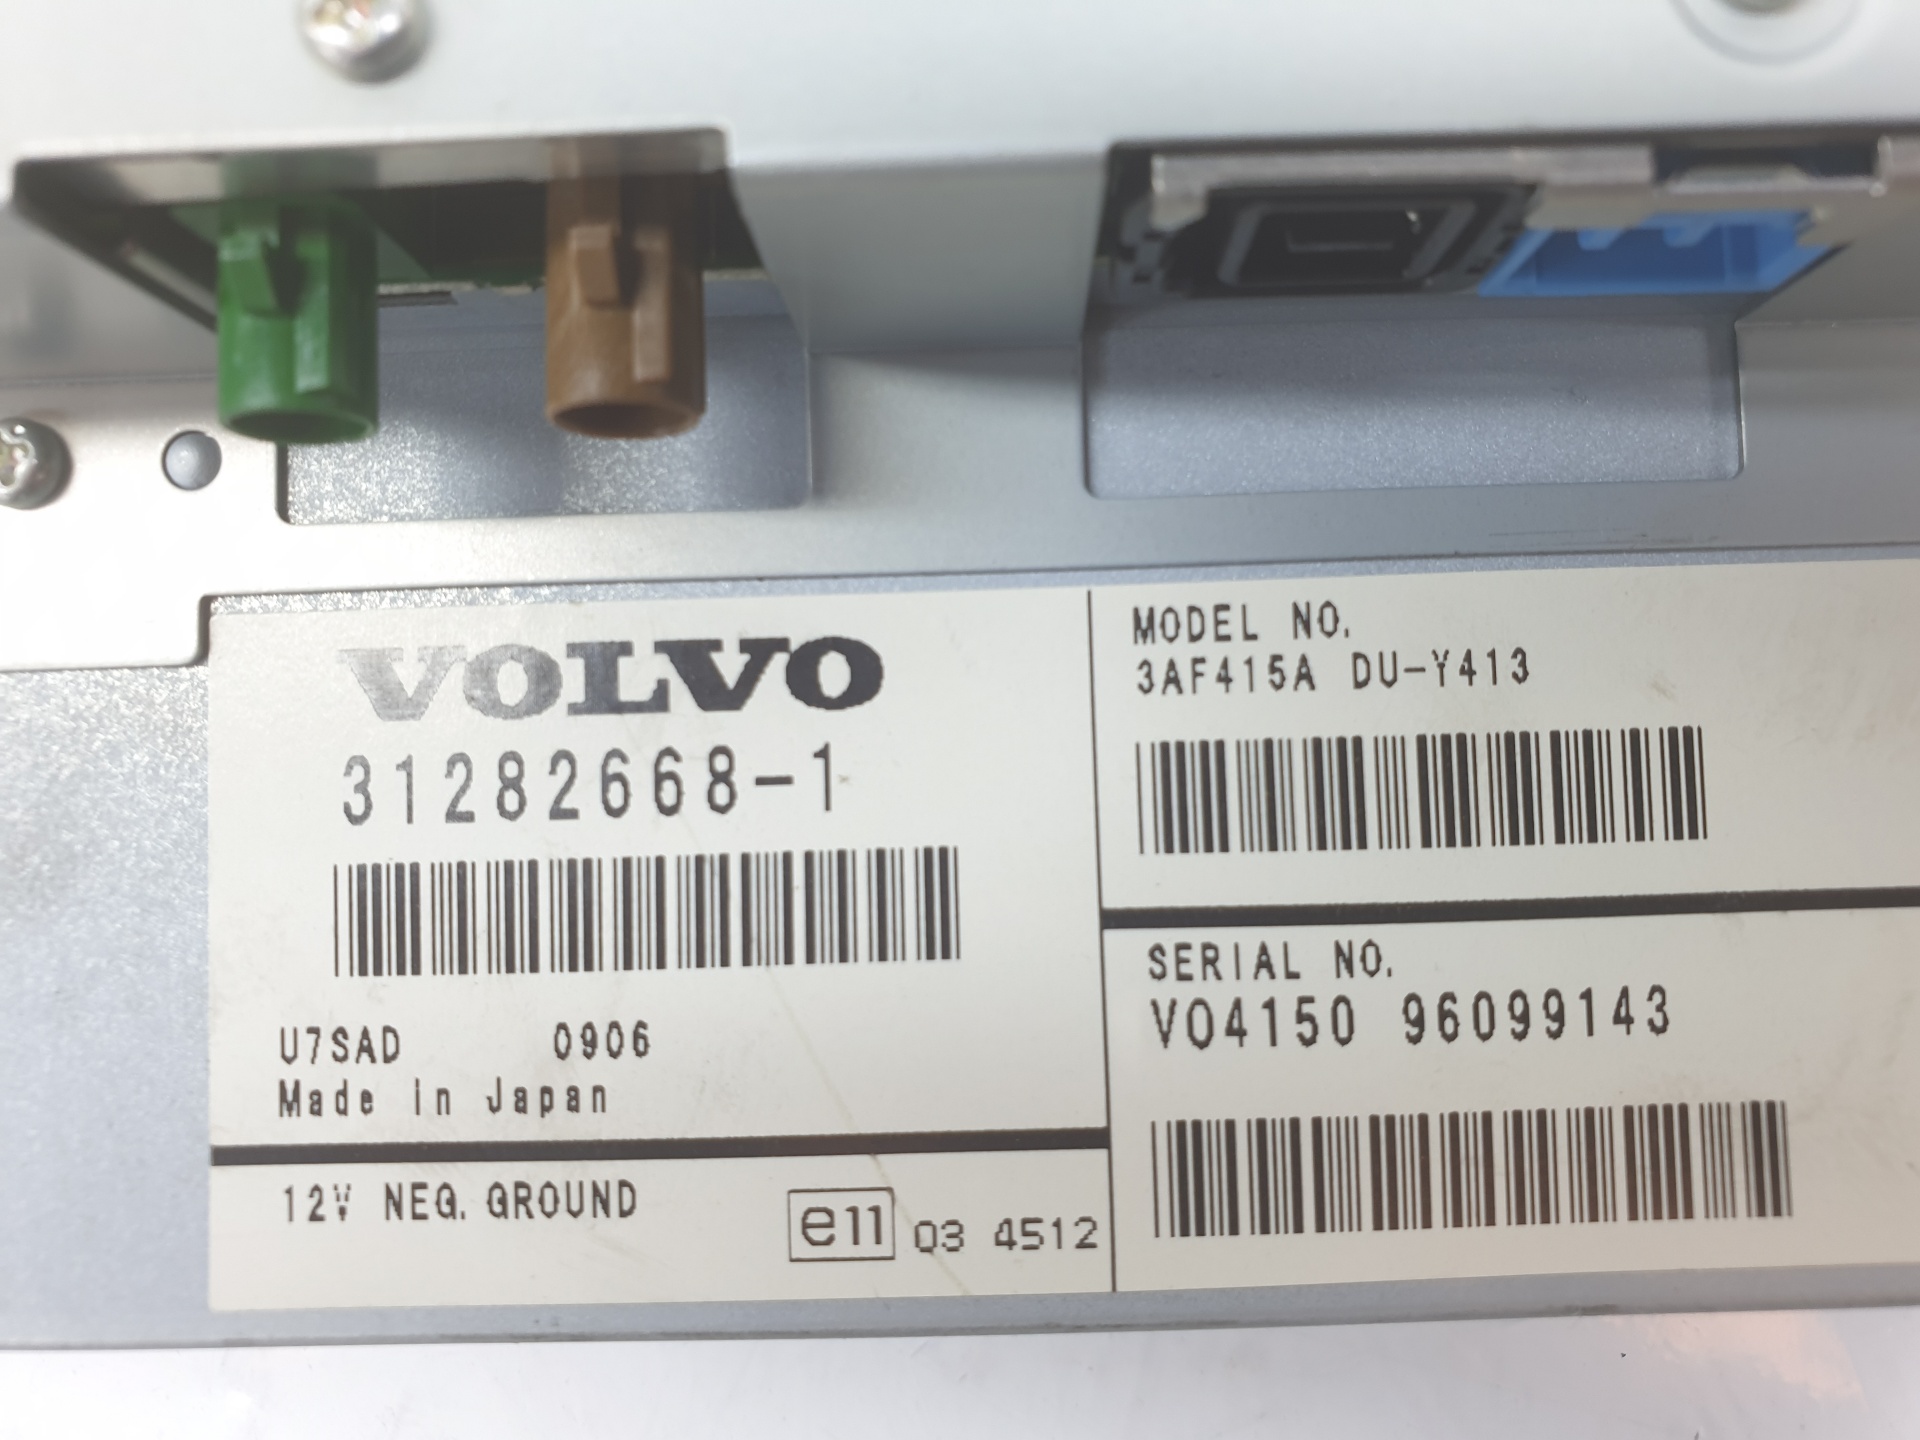 VOLVO
31282668-1
U7SAD 0906
Made in Japan
12V NEG. GROUND
e11 03 4512
MODEL NO.
3AF415A DU-Y413
SERIAL NO.
V04150 96099143